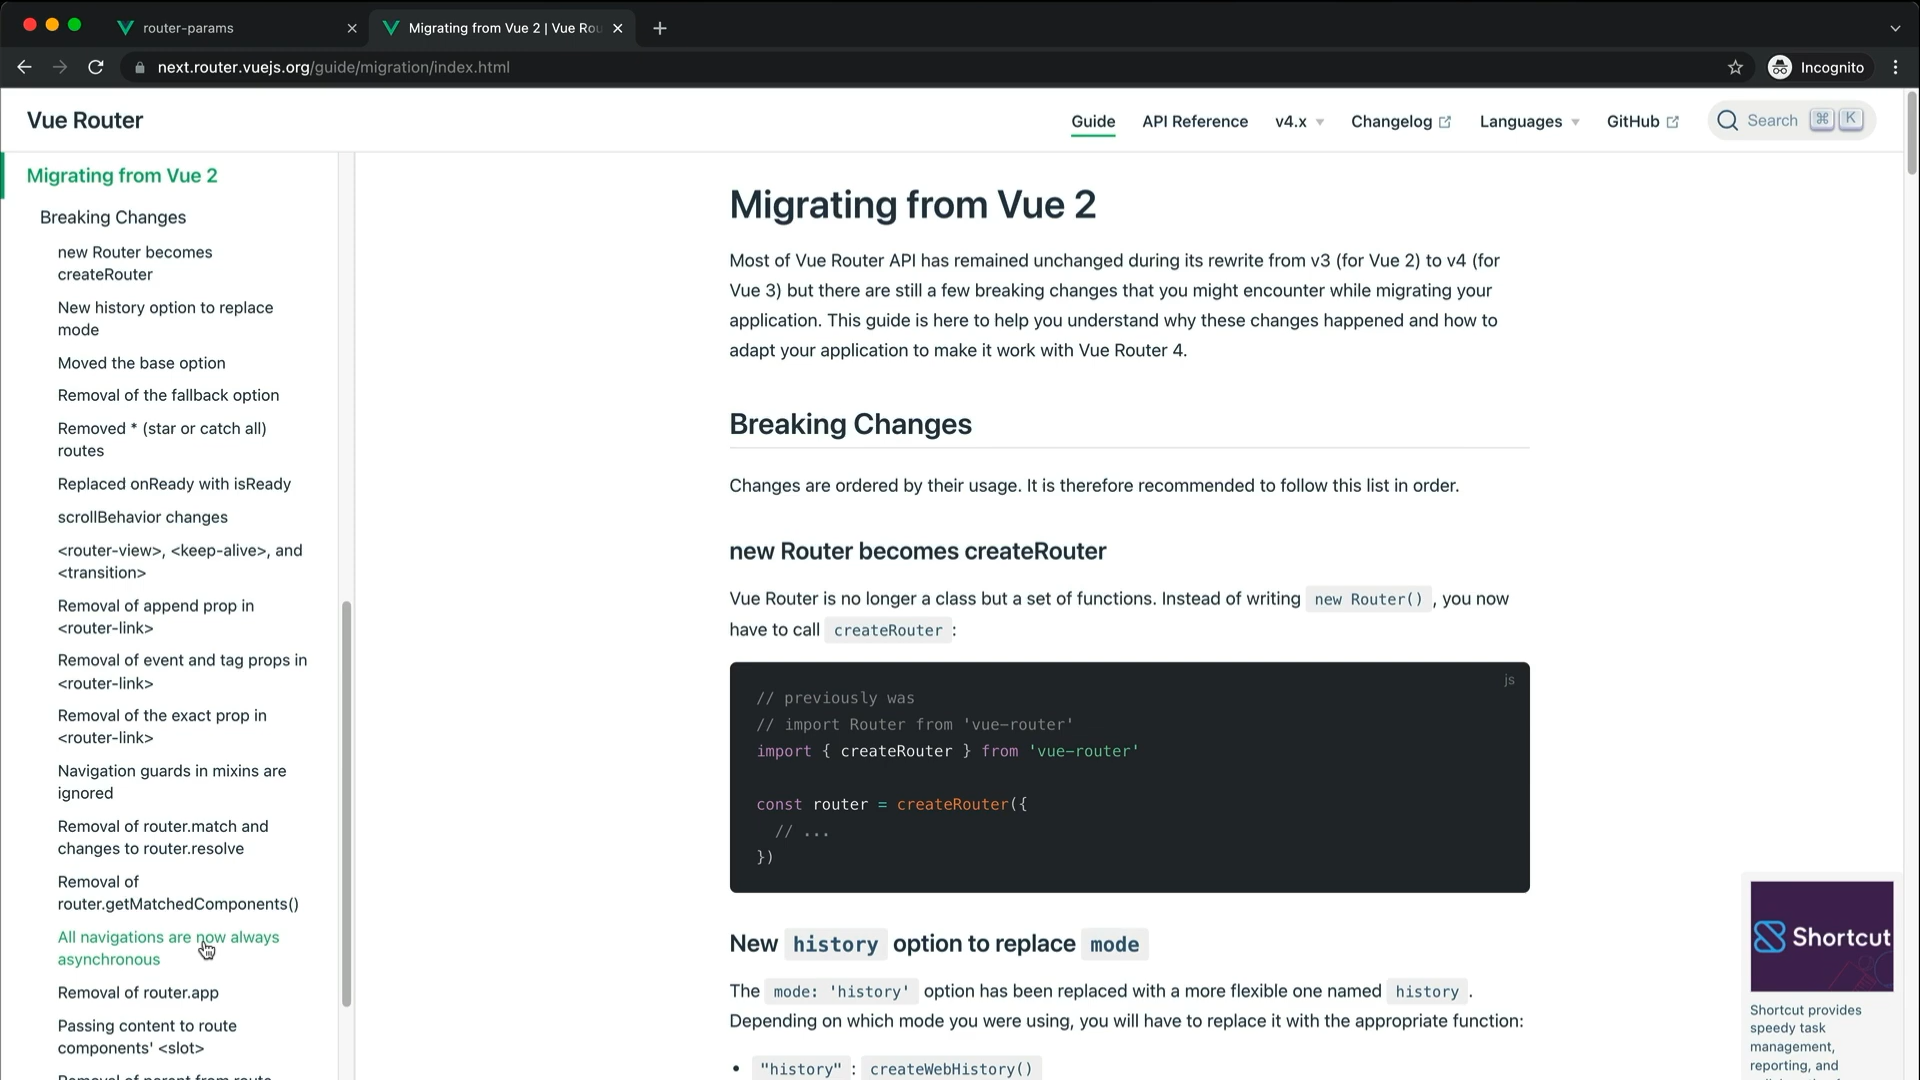 router-params
Migrating from Vue 2 | Vue Rou
next.router.vuejs.org/guide/migration/index.html
Incognito
Vue Router
Guide
API Reference
v4.x
Changelog
Languages
GitHub
Search ⌘ K
Migrating from Vue 2
Breaking Changes
new Router becomes
createRouter
New history option to replace
mode
Moved the base option
Removal of the fallback option
Removed * (star or catch all)
routes
Replaced onReady with isReady
scrollBehavior changes
<router-view>, <keep-alive>, and
<transition>
Removal of append prop in
<router-link>
Removal of event and tag props in
<router-link>
Removal of the exact prop in
<router-link>
Navigation guards in mixins are
ignored
Removal of router.match and
changes to router.resolve
Removal of
router.getMatchedComponents()
All navigations are now always
asynchronous
Removal of router.app
Passing content to route
components' <slot>
Removal of parent from route
Migrating from Vue 2
Most of Vue Router API has remained unchanged during its rewrite from v3 (for Vue 2) to v4 (for
Vue 3) but there are still a few breaking changes that you might encounter while migrating your
application. This guide is here to help you understand why these changes happened and how to
adapt your application to make it work with Vue Router 4.
Breaking Changes
Changes are ordered by their usage. It is therefore recommended to follow this list in order.
new Router becomes createRouter
Vue Router is no longer a class but a set of functions. Instead of writing new Router() , you now
have to call createRouter :
js
// previously was
// import Router from 'vue-router'
import { createRouter } from 'vue-router'
const router = createRouter({
// ...
})
New history option to replace mode
The mode: 'history' option has been replaced with a more flexible one named history .
Depending on which mode you were using, you will have to replace it with the appropriate function:
• "history" : createWebHistory()
Shortcut
Shortcut provides
speedy task
management,
reporting, and